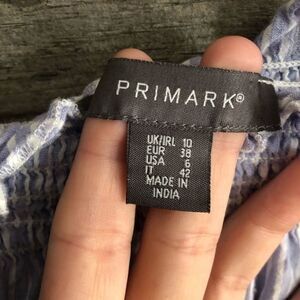 PRIMARK®
UK/IRL 10
EUR 38
USA 6
IT 42
MADE IN
INDIA